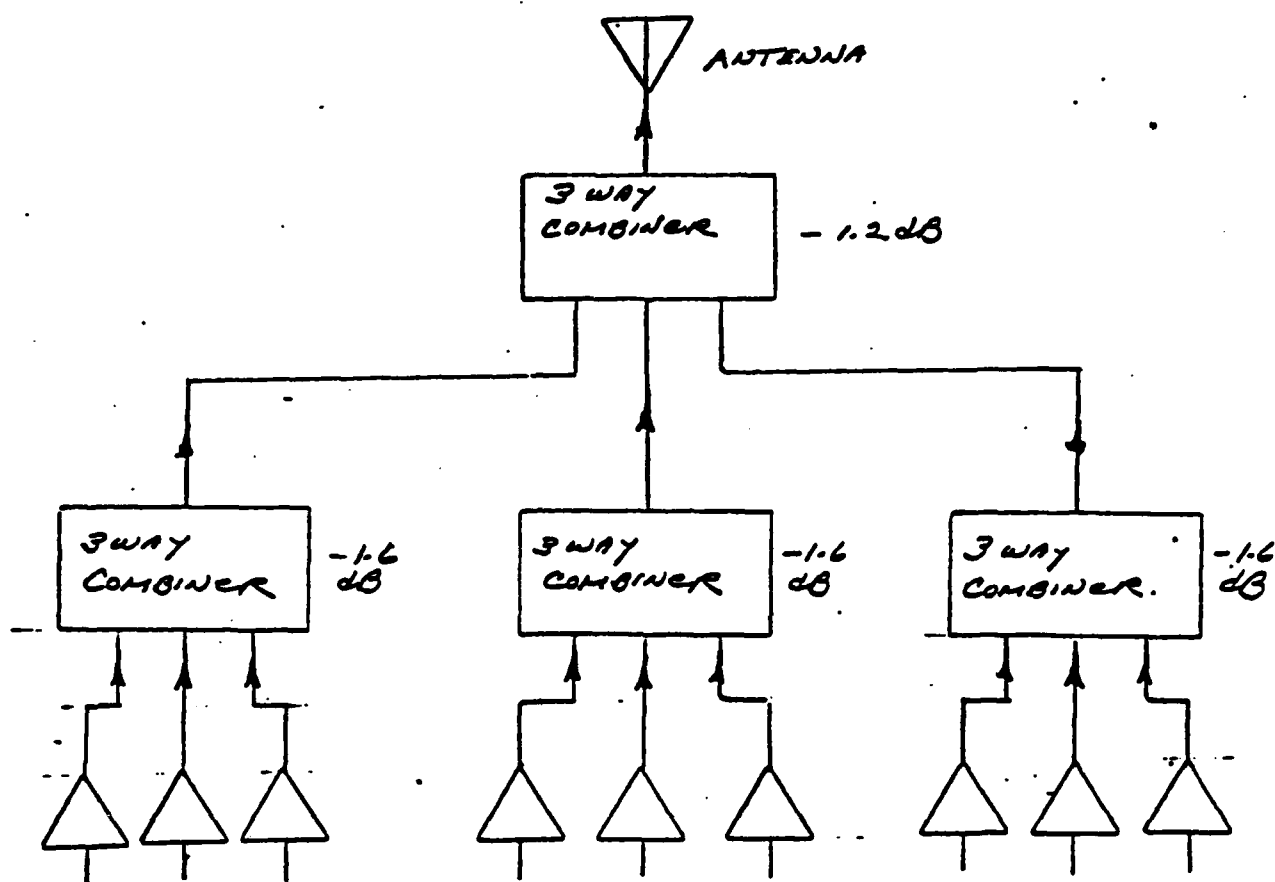 ANTENNA
3 WAY
COMBINER
- 1.2 dB
3 WAY
COMBINER
-1.6
dB
3 WAY
COMBINER
-1.6
dB
3 WAY
COMBINER.
-1.6
dB